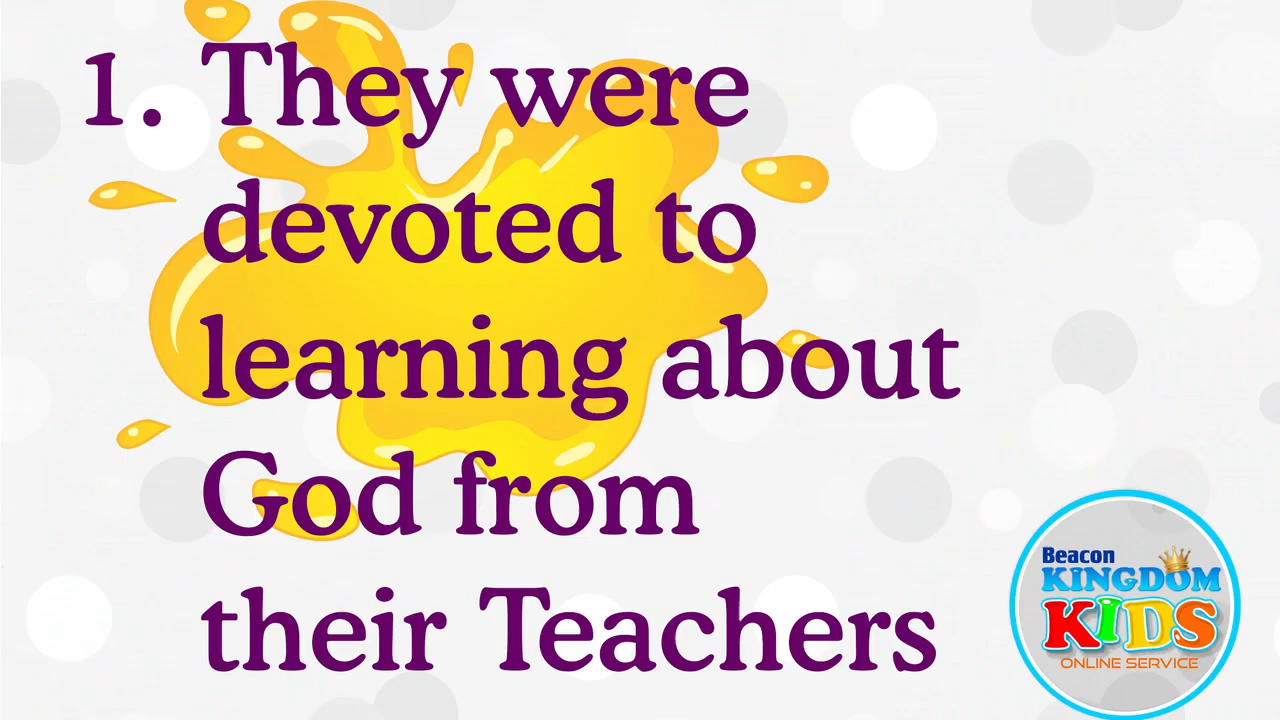 1. They were
devoted to
learning about
God from
their Teachers
Beacon
KINGDOM
KIDS
ONLINE SERVICE